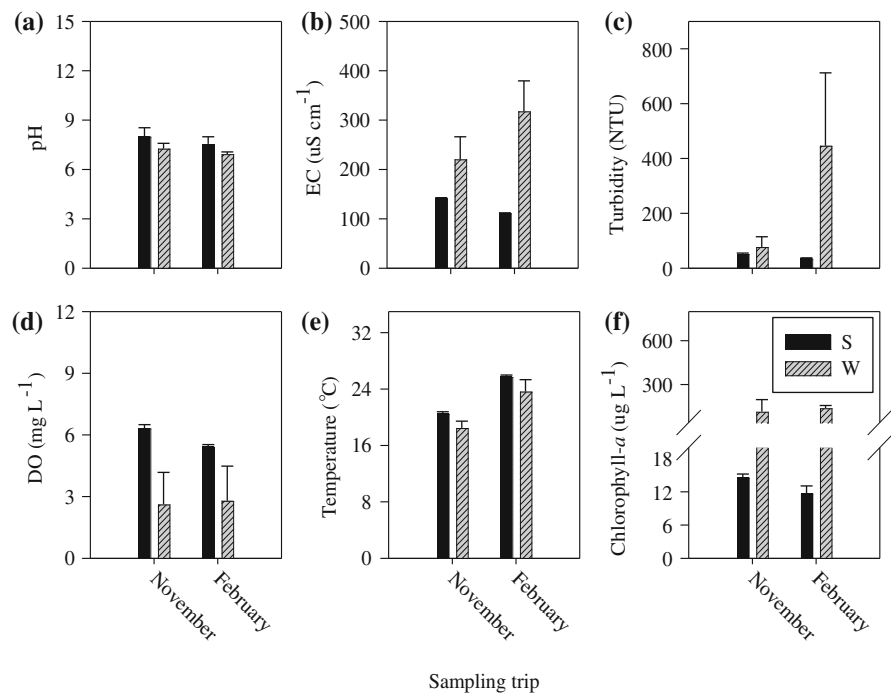 (a)
15
12
9
6
3
0
pH
(b)
500
400
300
200
100
0
EC (uS cm-1)
(c)
800
600
400
200
0
Turbidity (NTU)
(d)
12
9
6
3
0
DO (mg L-1)
November
February
(e)
32
24
16
8
0
Temperature (°C)
November
February
(f)
600
300
18
12
6
0
Chlorophyll-a (ug L-1)
S
W
November
February
Sampling trip